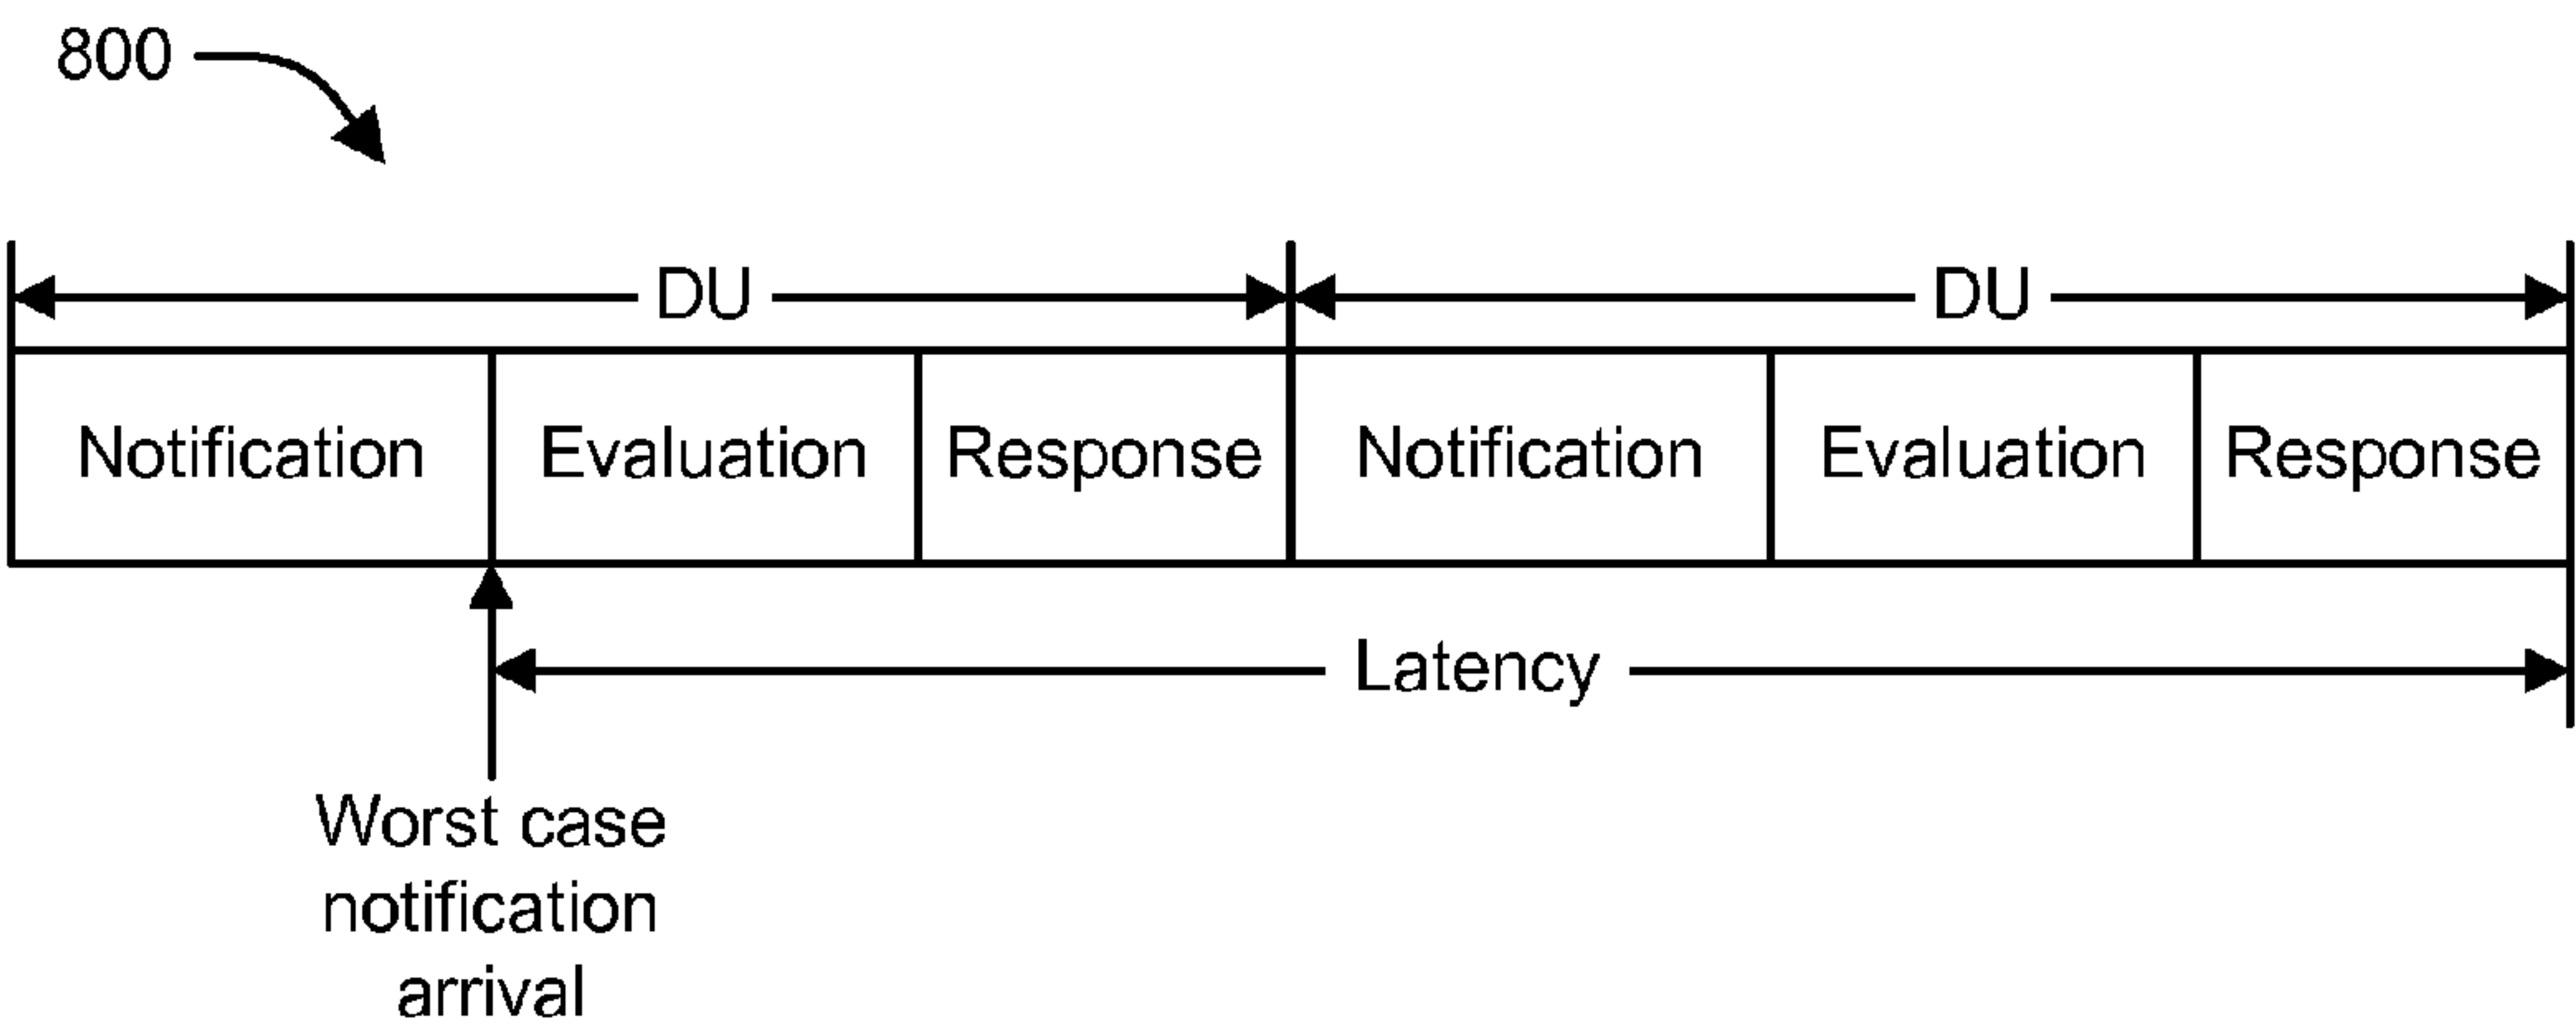 800
DU DU
Notification Evaluation Response Notification Evaluation Response
Latency
Worst case
notification
arrival